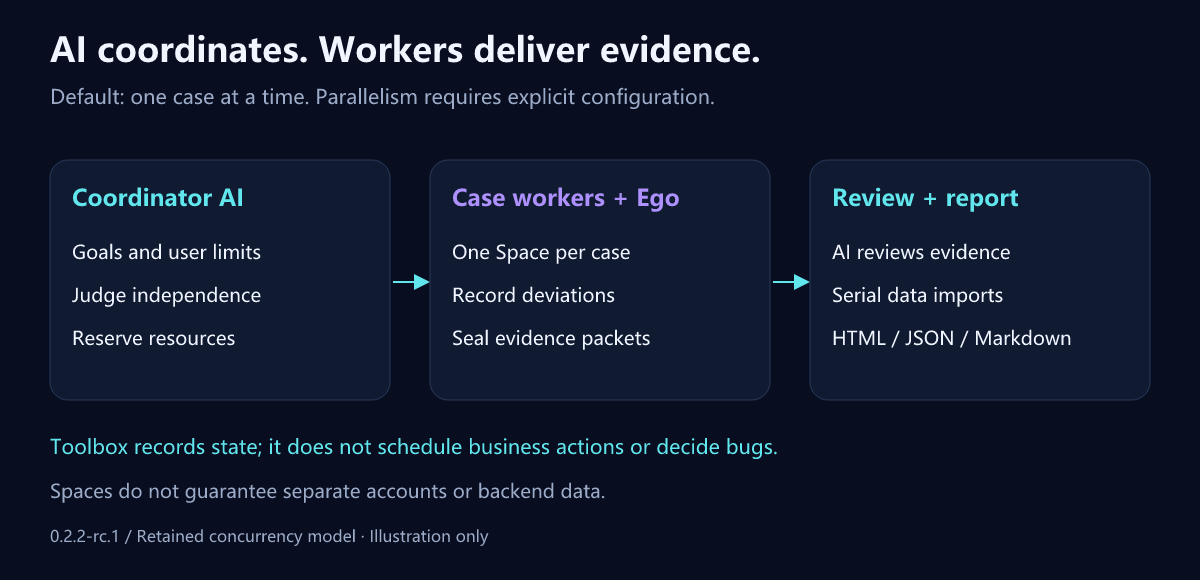 AI coordinates. Workers deliver evidence.
Default: one case at a time. Parallelism requires explicit configuration.
Coordinator AI
Goals and user limits
Judge independence
Reserve resources
Case workers + Ego
One Space per case
Record deviations
Seal evidence packets
Review + report
AI reviews evidence
Serial data imports
HTML / JSON / Markdown
Toolbox records state; it does not schedule business actions or decide bugs.
Spaces do not guarantee separate accounts or backend data.
0.2.2-rc.1 / Retained concurrency model · Illustration only